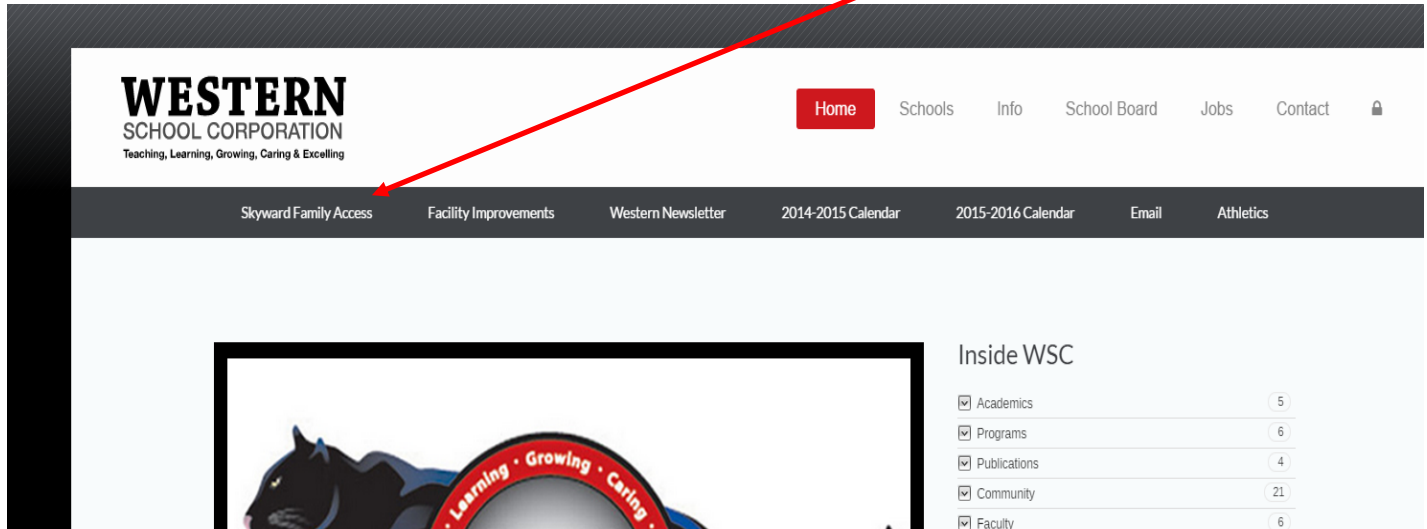 WESTERN
SCHOOL CORPORATION
Teaching, Learning, Growing, Caring & Excelling
Home Schools Info School Board Jobs Contact
Skyward Family Access Facility Improvements Western Newsletter 2014-2015 Calendar 2015-2016 Calendar Email Athletics
Inside WSC
Academics 5
Programs 6
Publications 4
Community 21
Faculty 6
Learning · Growing · Caring ·